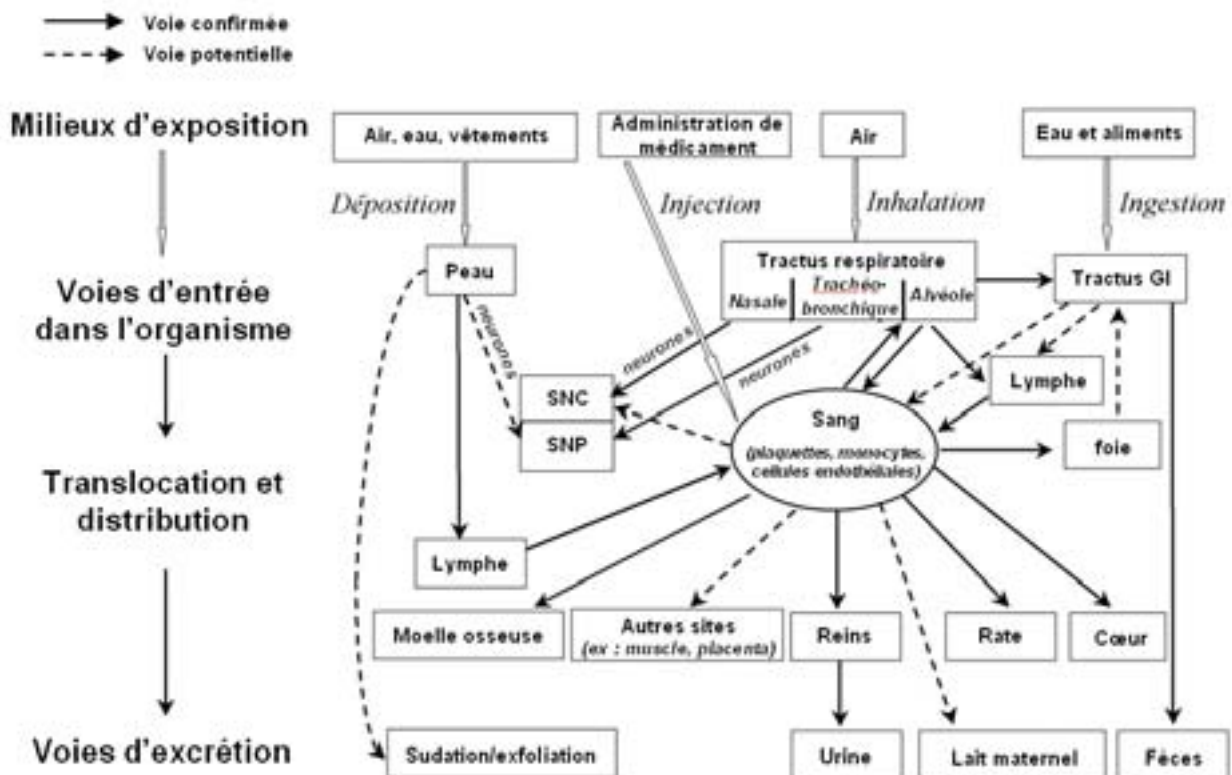 Voie confirmée
Voie potentielle
Milieux d'exposition
Air, eau, vétements
Administration de
médicament
Air
Eau et aliments
Déposition
Injection
Inhalation
Ingestion
Voies d'entrée
dans l'organisme
Peau
Tractus respiratoire
Nasale
Trachéo-
bronchique
Alvéole
Tractus GI
neurones
neurones
neurones
SNC
SNP
Lymphe
Sang
(plaquettes, monocytes,
cellules endothéliales)
foie
Translocation et
distribution
Lymphe
Moelle osseuse
Autres sites
(ex : muscle, placenta)
Reins
Rate
Cœur
Voies d'excrétion
Sudation/exfoliation
Urine
Lait maternel
Fèces